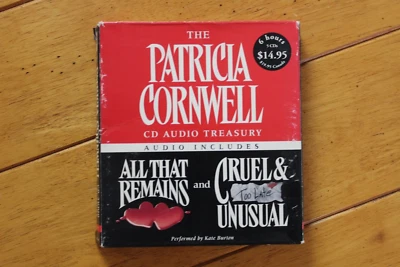 THE
PATRICIA
CORNWELL
CD AUDIO TREASURY
6 hours
5 CDs
$14.95
AUDIO INCLUDES
ALL THAT
REMAINS
and
CRUEL &
Too Late
UNUSUAL
Performed by Kate Burton